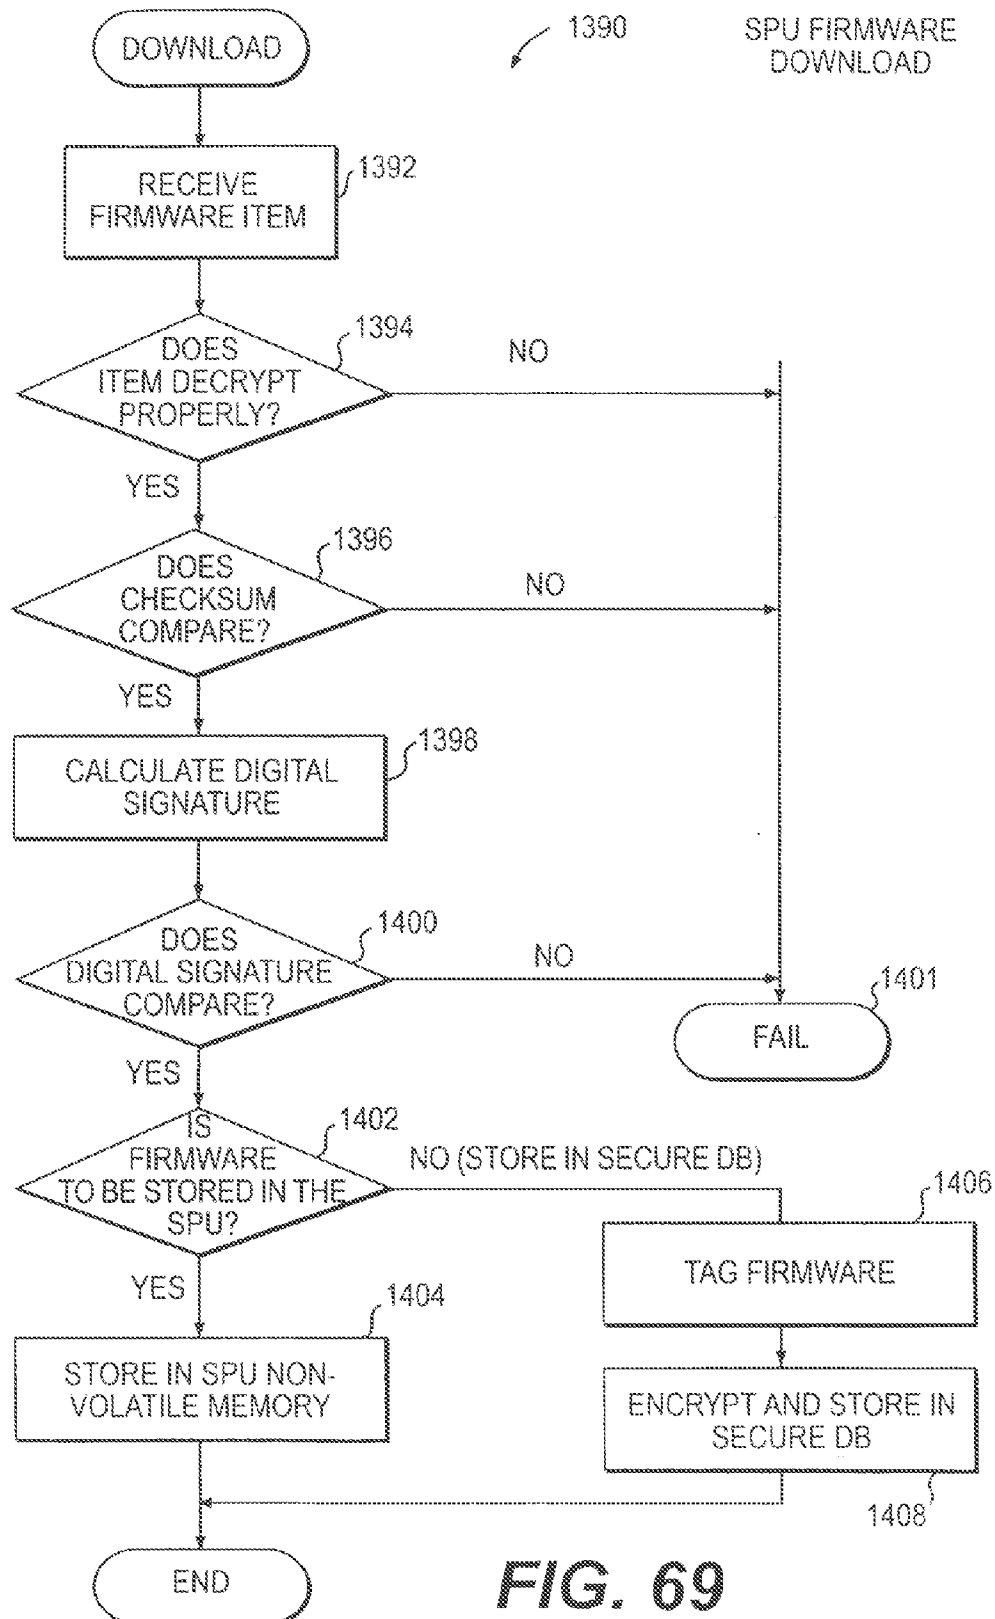 DOWNLOAD
1390
SPU FIRMWARE
DOWNLOAD
1392
RECEIVE
FIRMWARE ITEM
1394
DOES
ITEM DECRYPT
PROPERLY?
NO
YES
1396
DOES
CHECKSUM
COMPARE?
NO
YES
1398
CALCULATE DIGITAL
SIGNATURE
1400
DOES
DIGITAL SIGNATURE
COMPARE?
NO
1401
FAIL
YES
1402
IS
FIRMWARE
TO BE STORED IN THE
SPU?
NO (STORE IN SECURE DB)
1406
TAG FIRMWARE
YES
1404
STORE IN SPU NON-
VOLATILE MEMORY
ENCRYPT AND STORE IN
SECURE DB
1408
END
FIG. 69